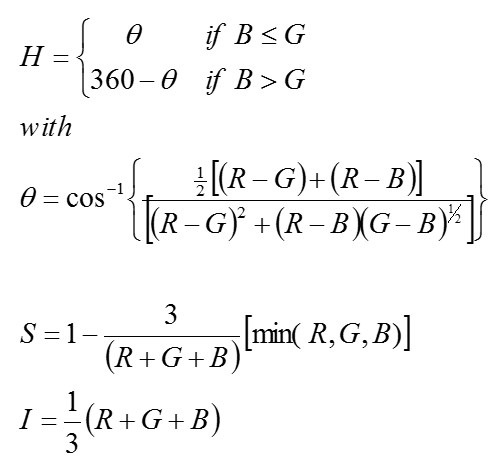 H = { θ if B ≤ G
360 − θ if B > G
with
θ = cos⁻¹ { ½[(R − G) + (R − B)] / [(R − G)² + (R − B)(G − B)^½] }
S = 1 − 3 / (R + G + B) [min( R, G, B)]
I = 1/3 (R + G + B)